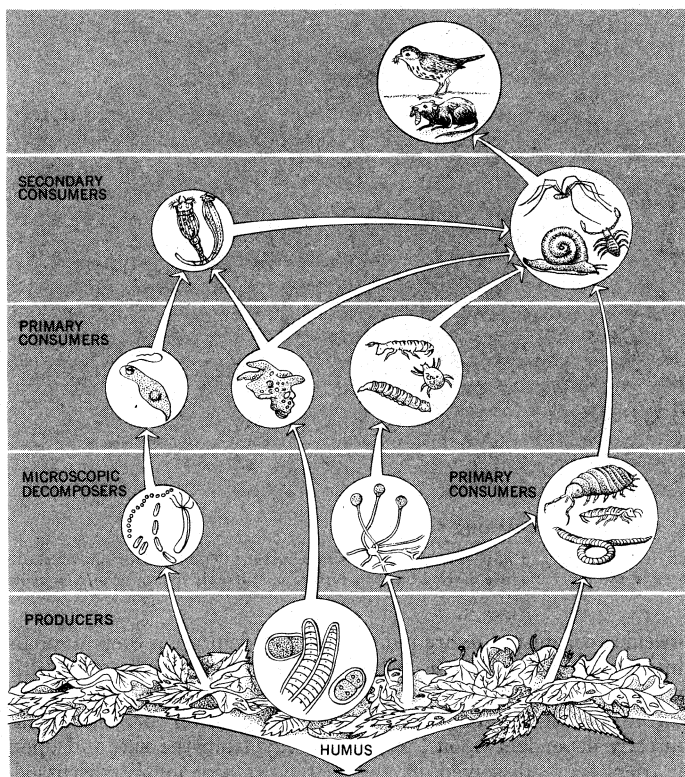 SECONDARY
CONSUMERS
PRIMARY
CONSUMERS
MICROSCOPIC
DECOMPOSERS
PRIMARY
CONSUMERS
PRODUCERS
HUMUS